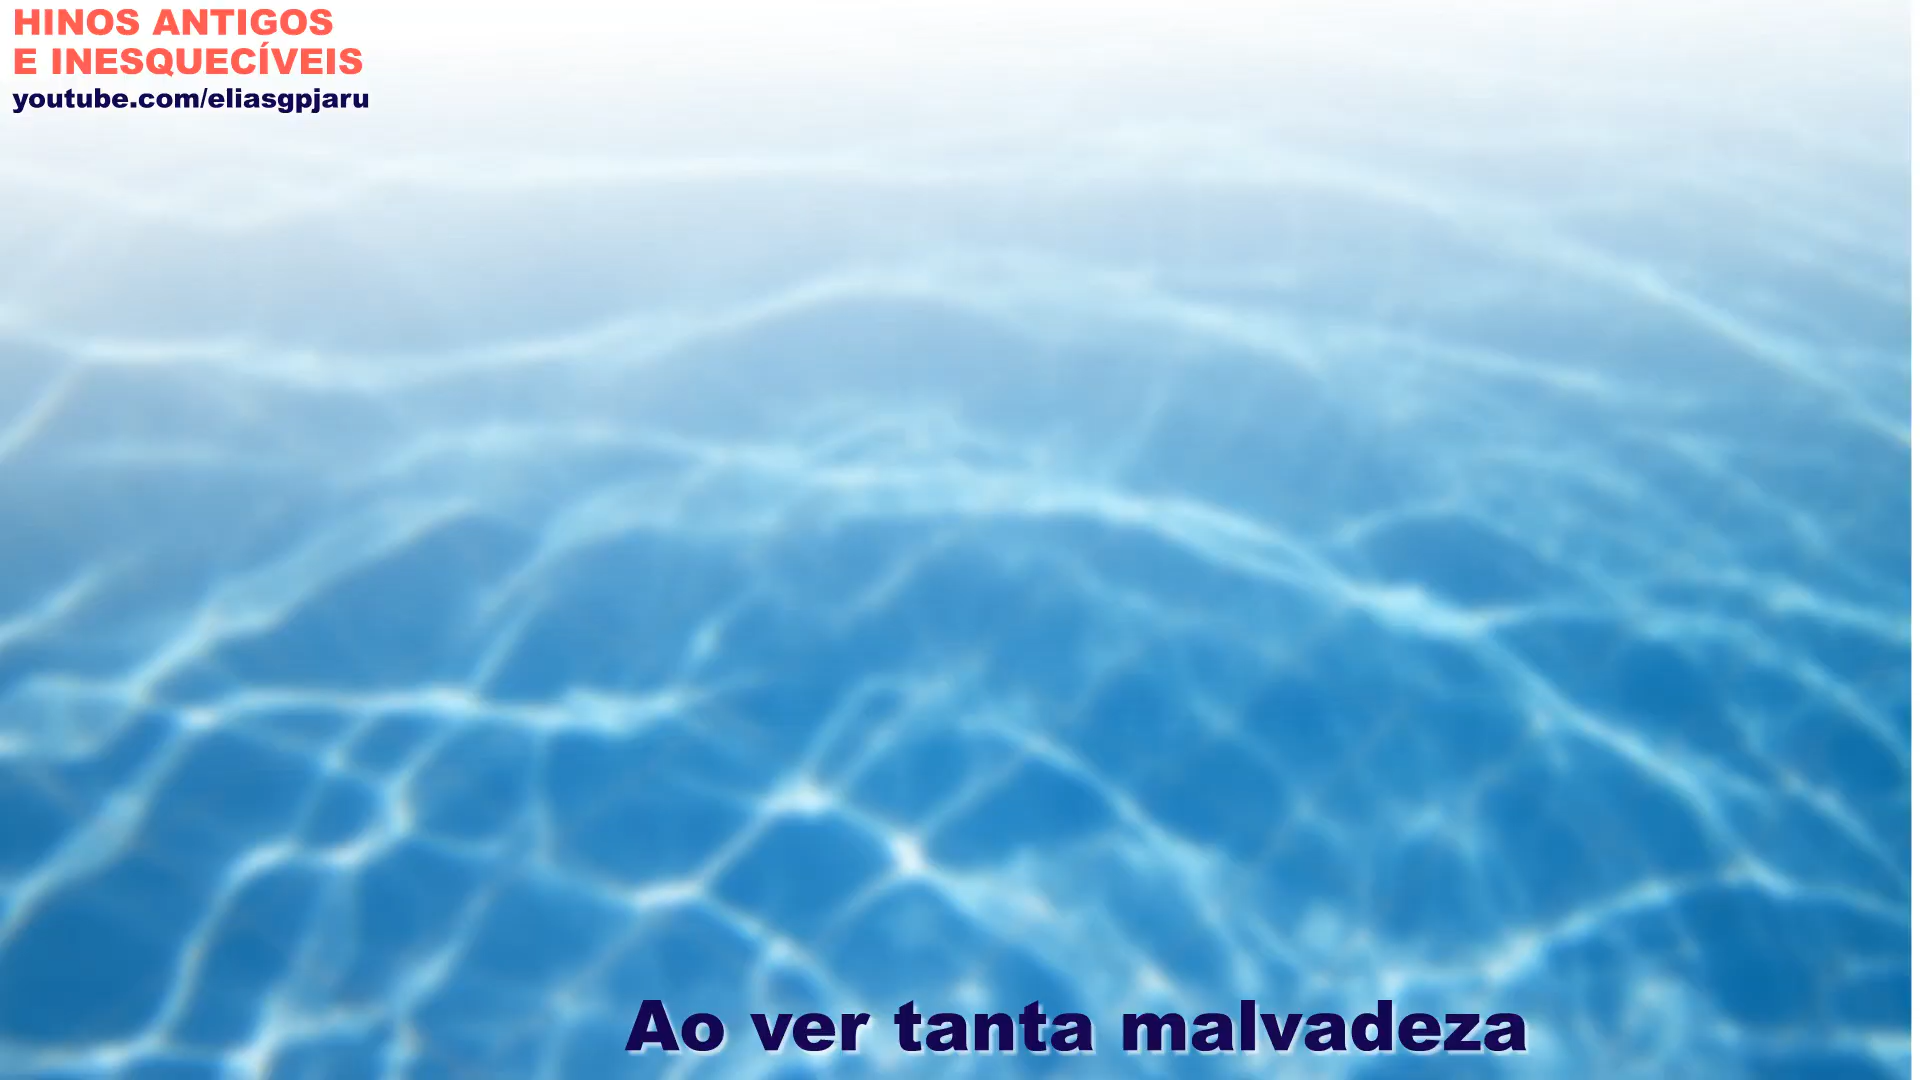 HINOS ANTIGOS
E INESQUECÍVEIS
youtube.com/eliasgpjaru
Ao ver tanta malvadeza